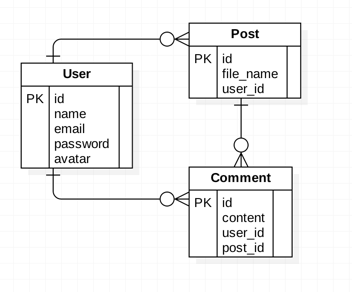 Post
PK id
file_name
user_id
User
PK id
name
email
password
avatar
Comment
PK id
content
user_id
post_id